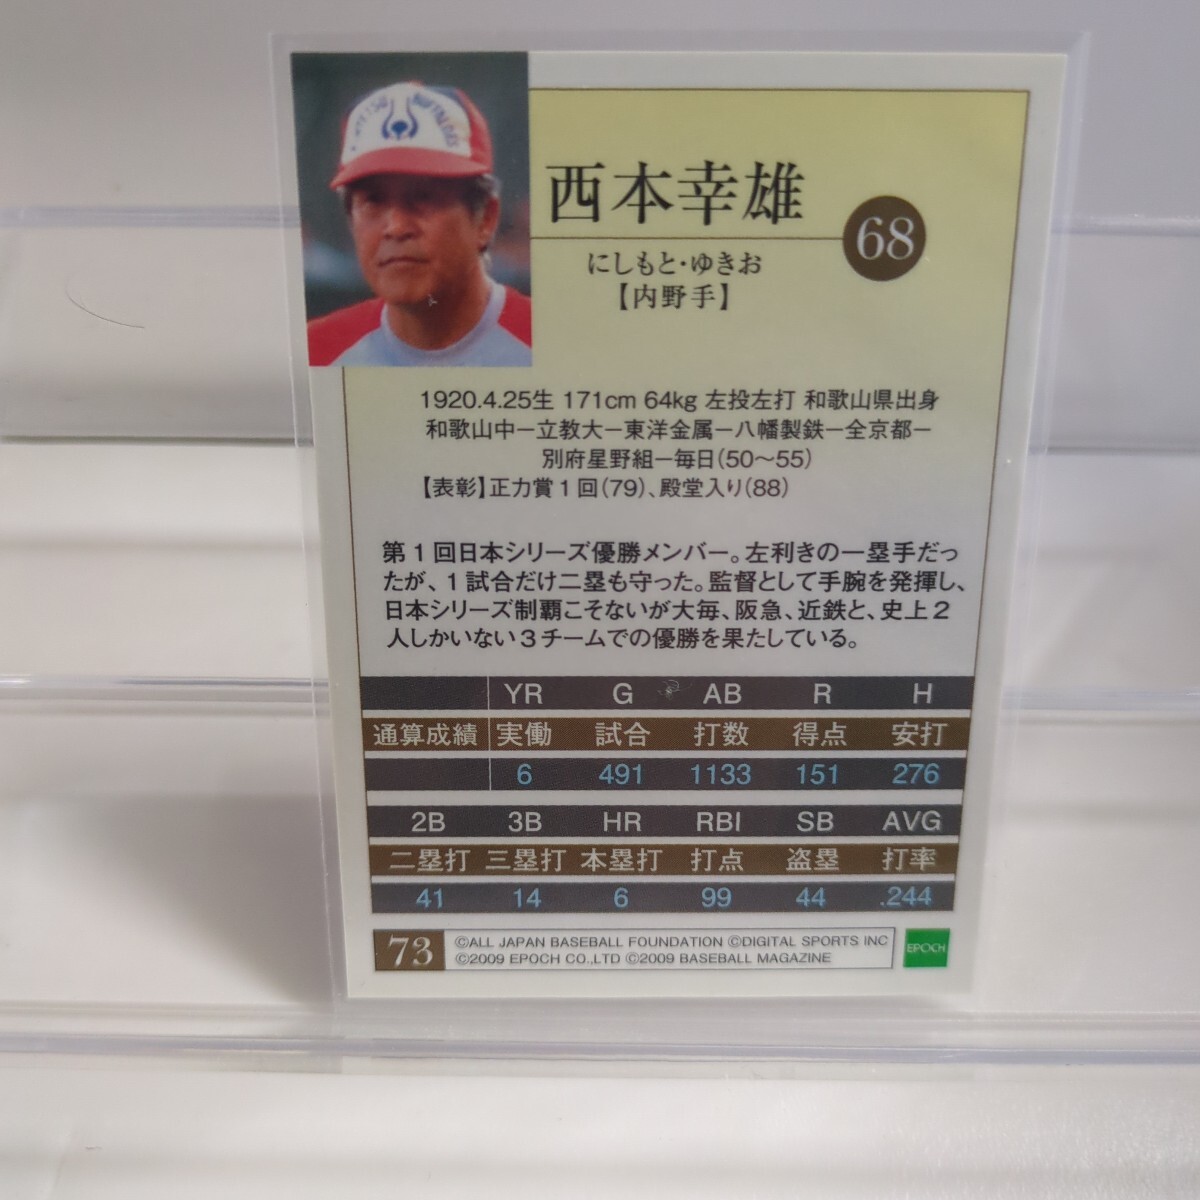 KINTETSU BUFFALOES
西本幸雄
68
にしもと・ゆきお
【内野手】
1920.4.25生 171cm 64kg 左投左打 和歌山県出身
和歌山中ー立教大ー東洋金属ー八幡製鉄ー全京都ー
別府星野組ー毎日(50〜55)
【表彰】正力賞1回(79)、殿堂入り(88)
第1回日本シリーズ優勝メンバー。左利きの一塁手だっ
たが、1試合だけ二塁も守った。監督として手腕を発揮し、
日本シリーズ制覇こそないが大毎、阪急、近鉄と、史上2
人しかいない3チームでの優勝を果たしている。
YR G AB R H
通算成績 実働 試合 打数 得点 安打
6 491 1133 151 276
2B 3B HR RBI SB AVG
二塁打 三塁打 本塁打 打点 盗塁 打率
41 14 6 99 44 .244
73
©ALL JAPAN BASEBALL FOUNDATION ©DIGITAL SPORTS INC
©2009 EPOCH CO.,LTD ©2009 BASEBALL MAGAZINE
EPOCH